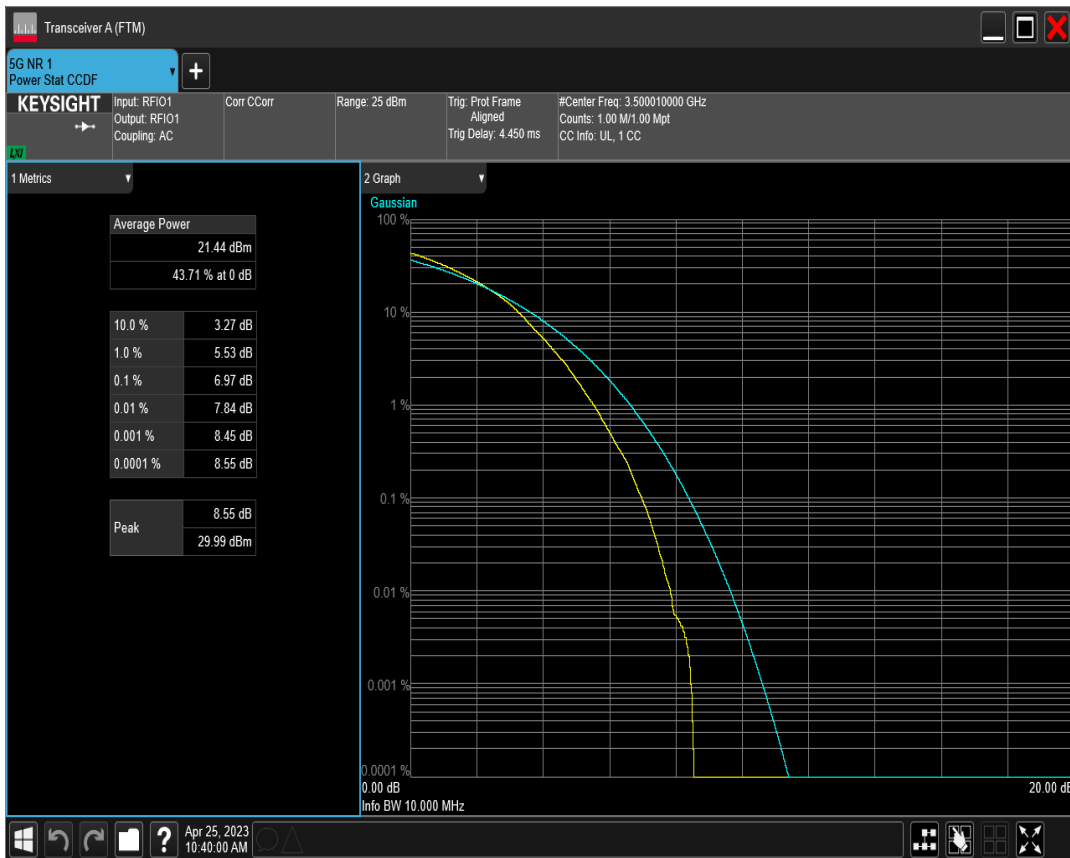 Transceiver A (FTM)
5G NR 1
Power Stat CCDF
+
KEYSIGHT
LXI
Input: RFIO1
Output: RFIO1
Coupling: AC
Corr CCorr
Range: 25 dBm
Trig: Prot Frame
Aligned
Trig Delay: 4.450 ms
#Center Freq: 3.500010000 GHz
Counts: 1.00 M/1.00 Mpt
CC Info: UL, 1 CC
1 Metrics
Average Power
21.44 dBm
43.71 % at 0 dB
10.0 % 3.27 dB
1.0 % 5.53 dB
0.1 % 6.97 dB
0.01 % 7.84 dB
0.001 % 8.45 dB
0.0001 % 8.55 dB
Peak
8.55 dB
29.99 dBm
2 Graph
Gaussian
100 %
10 %
1 %
0.1 %
0.01 %
0.001 %
0.0001 %
0.00 dB 20.00 dB
Info BW 10.000 MHz
?
Apr 25, 2023
10:40:00 AM